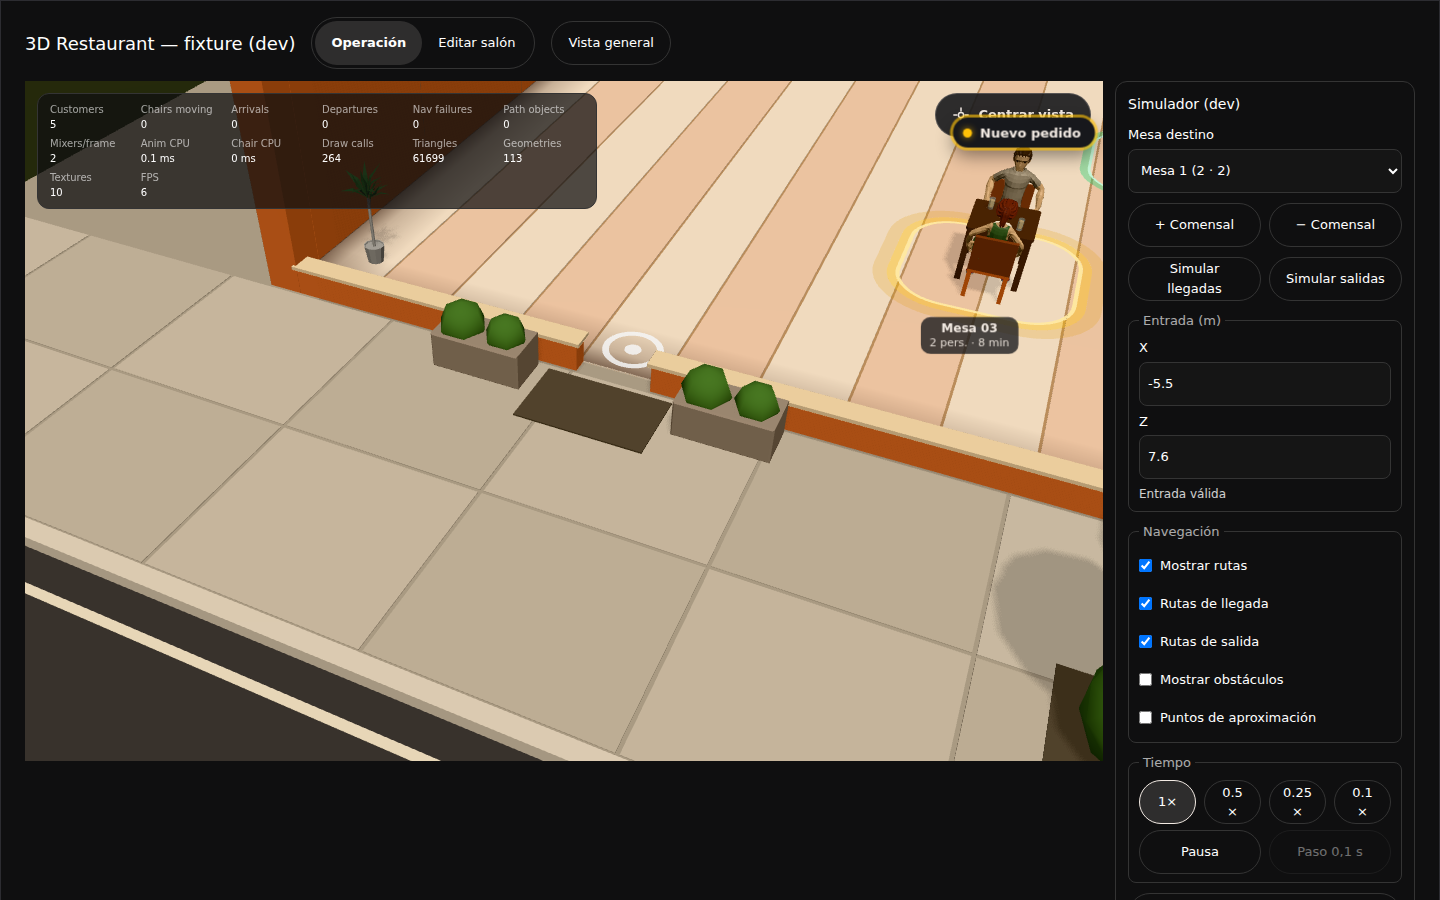 3D Restaurant — fixture (dev)
Operación
Editar salón
Vista general
Customers
5
Chairs moving
0
Arrivals
0
Departures
0
Nav failures
0
Path objects
0
Mixers/frame
2
Anim CPU
0.1 ms
Chair CPU
0 ms
Draw calls
264
Triangles
61699
Geometries
113
Textures
10
FPS
6
Centrar vista
Nuevo pedido
Mesa 03
2 pers. · 8 min
Simulador (dev)
Mesa destino
Mesa 1 (2 · 2)
+ Comensal
− Comensal
Simular
llegadas
Simular salidas
Entrada (m)
X
-5.5
Z
7.6
Entrada válida
Navegación
Mostrar rutas
Rutas de llegada
Rutas de salida
Mostrar obstáculos
Puntos de aproximación
Tiempo
1×
0.5
×
0.25
×
0.1
×
Pausa
Paso 0,1 s